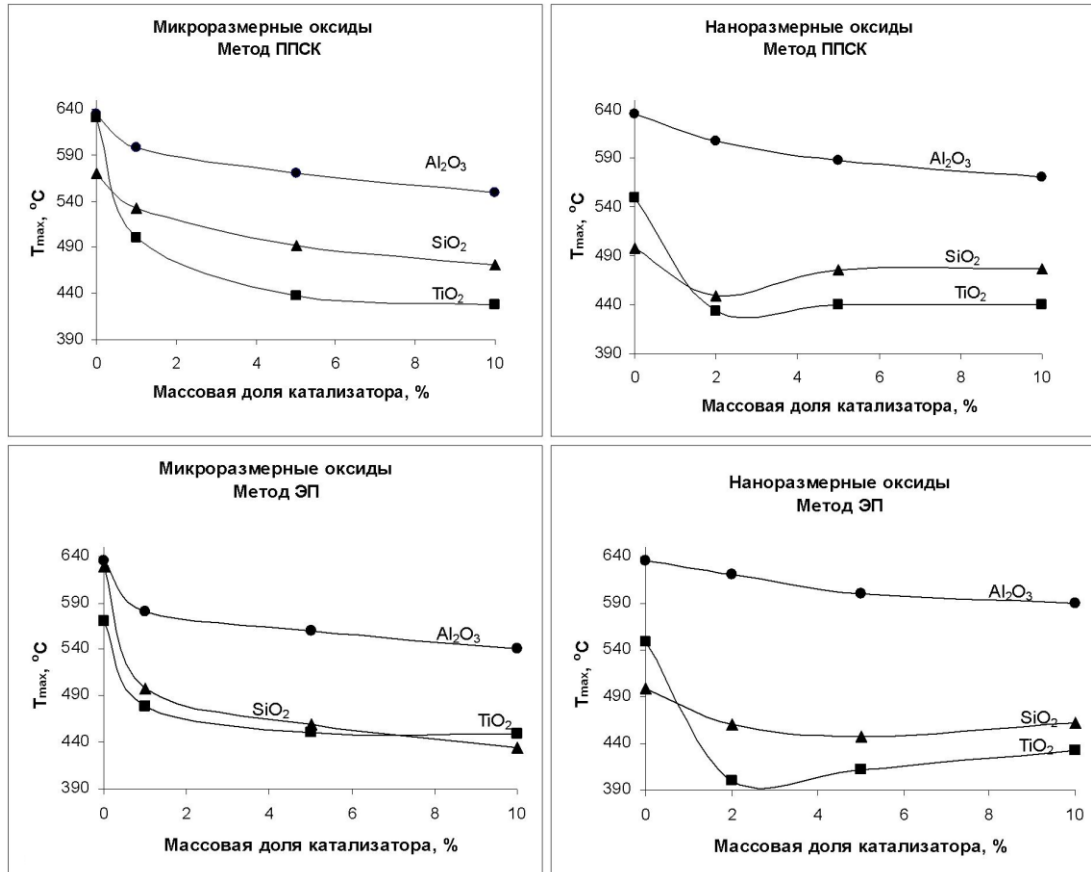 Микроразмерные оксиды
Метод ППСК
640
590
540
490
440
390
Tmax, °C
Al₂O₃
SiO₂
TiO₂
0 2 4 6 8 10
Массовая доля катализатора, %
Наноразмерные оксиды
Метод ППСК
640
590
540
490
440
390
Tmax, °C
Al₂O₃
SiO₂
TiO₂
0 2 4 6 8 10
Массовая доля катализатора, %
Микроразмерные оксиды
Метод ЭП
640
590
540
490
440
390
Tmax, °C
Al₂O₃
SiO₂
TiO₂
0 2 4 6 8 10
Массовая доля катализатора, %
Наноразмерные оксиды
Метод ЭП
640
590
540
490
440
390
Tmax, °C
Al₂O₃
SiO₂
TiO₂
0 2 4 6 8 10
Массовая доля катализатора, %